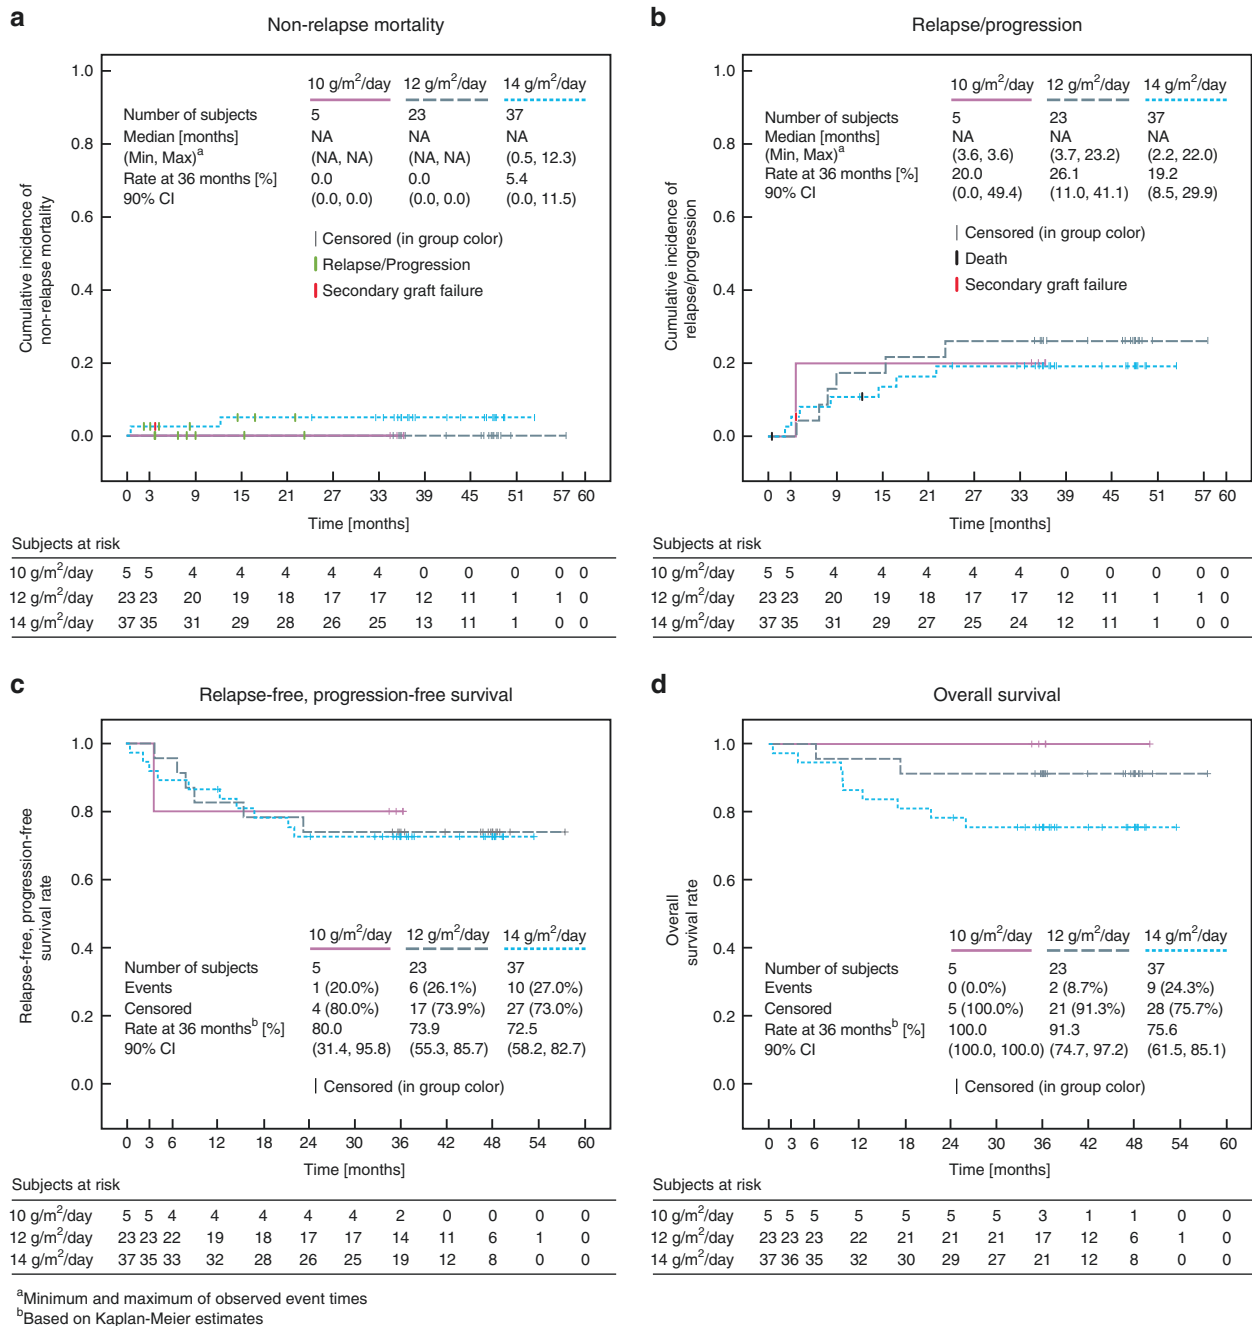 a
Non-relapse mortality
Cumulative incidence of
non-relapse mortality
1.0
0.8
0.6
0.4
0.2
0.0
10 g/m²/day 12 g/m²/day 14 g/m²/day
Number of subjects 5 23 37
Median [months] NA NA NA
(Min, Max)ᵃ (NA, NA) (NA, NA) (0.5, 12.3)
Rate at 36 months [%] 0.0 0.0 5.4
90% CI (0.0, 0.0) (0.0, 0.0) (0.0, 11.5)
Censored (in group color)
Relapse/Progression
Secondary graft failure
0 3 9 15 21 27 33 39 45 51 57 60
Time [months]
Subjects at risk
10 g/m²/day 5 5 4 4 4 4 4 0 0 0 0 0
12 g/m²/day 23 23 20 19 18 17 17 12 11 1 1 0
14 g/m²/day 37 35 31 29 28 26 25 13 11 1 0 0
b
Relapse/progression
Cumulative incidence of
relapse/progression
1.0
0.8
0.6
0.4
0.2
0.0
10 g/m²/day 12 g/m²/day 14 g/m²/day
Number of subjects 5 23 37
Median [months] NA NA NA
(Min, Max)ᵃ (3.6, 3.6) (3.7, 23.2) (2.2, 22.0)
Rate at 36 months [%] 20.0 26.1 19.2
90% CI (0.0, 49.4) (11.0, 41.1) (8.5, 29.9)
Censored (in group color)
Death
Secondary graft failure
0 3 9 15 21 27 33 39 45 51 57 60
Time [months]
Subjects at risk
10 g/m²/day 5 5 4 4 4 4 4 0 0 0 0 0
12 g/m²/day 23 23 20 19 18 17 17 12 11 1 1 0
14 g/m²/day 37 35 31 29 27 25 24 12 11 1 0 0
c
Relapse-free, progression-free survival
Relapse-free, progression-free
survival rate
1.0
0.8
0.6
0.4
0.2
0.0
10 g/m²/day 12 g/m²/day 14 g/m²/day
Number of subjects 5 23 37
Events 1 (20.0%) 6 (26.1%) 10 (27.0%)
Censored 4 (80.0%) 17 (73.9%) 27 (73.0%)
Rate at 36 monthsᵇ [%] 80.0 73.9 72.5
90% CI (31.4, 95.8) (55.3, 85.7) (58.2, 82.7)
Censored (in group color)
0 3 6 12 18 24 30 36 42 48 54 60
Time [months]
Subjects at risk
10 g/m²/day 5 5 4 4 4 4 4 2 0 0 0 0
12 g/m²/day 23 23 22 19 18 17 17 14 11 6 1 0
14 g/m²/day 37 35 33 32 28 26 25 19 12 8 0 0
d
Overall survival
Overall
survival rate
1.0
0.8
0.6
0.4
0.2
0.0
10 g/m²/day 12 g/m²/day 14 g/m²/day
Number of subjects 5 23 37
Events 0 (0.0%) 2 (8.7%) 9 (24.3%)
Censored 5 (100.0%) 21 (91.3%) 28 (75.7%)
Rate at 36 monthsᵇ [%] 100.0 91.3 75.6
90% CI (100.0, 100.0) (74.7, 97.2) (61.5, 85.1)
Censored (in group color)
0 3 6 12 18 24 30 36 42 48 54 60
Time [months]
Subjects at risk
10 g/m²/day 5 5 5 5 5 5 5 3 1 1 0 0
12 g/m²/day 23 23 23 22 21 21 21 17 12 6 1 0
14 g/m²/day 37 36 35 32 30 29 27 21 12 8 0 0
ᵃMinimum and maximum of observed event times
ᵇBased on Kaplan-Meier estimates